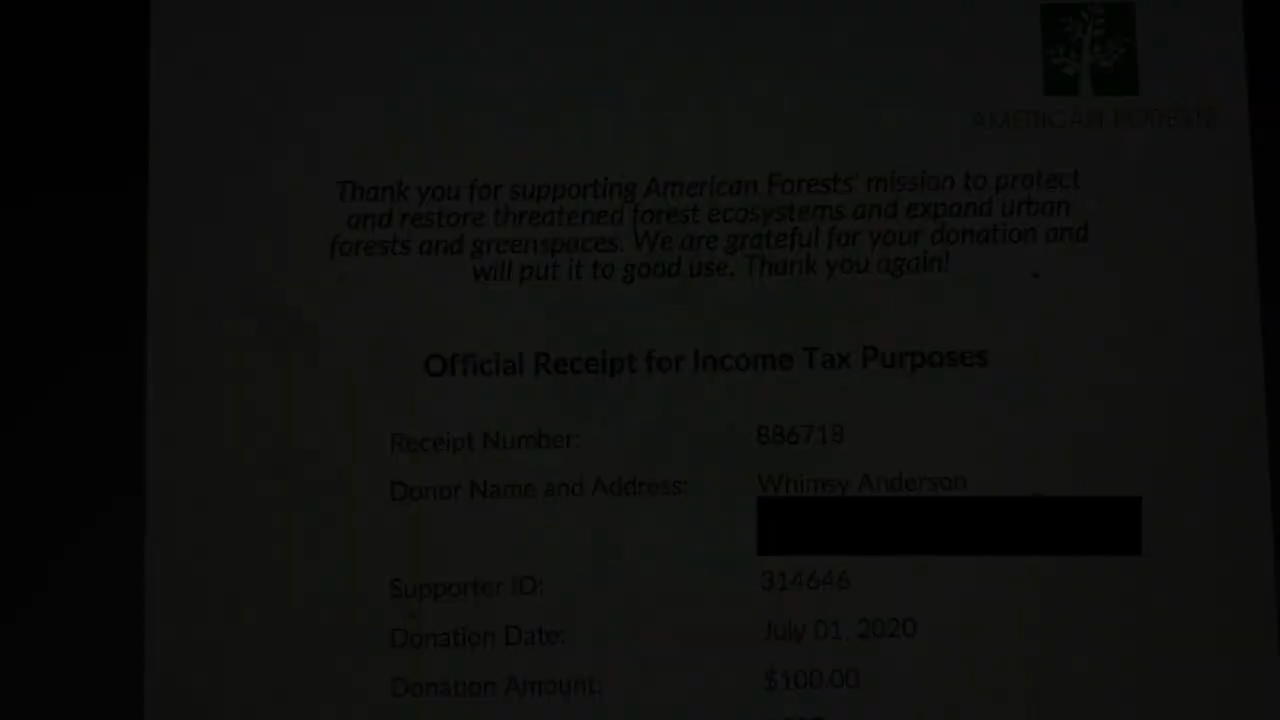 AMERICAN FORESTS
Thank you for supporting American Forests' mission to protect
and restore threatened forest ecosystems and expand urban
forests and greenspaces. We are grateful for your donation and
will put it to good use. Thank you again!
Official Receipt for Income Tax Purposes
Receipt Number: 886718
Donor Name and Address: Whimsy Anderson
Supporter ID: 314646
Donation Date: July 01, 2020
Donation Amount: $100.00